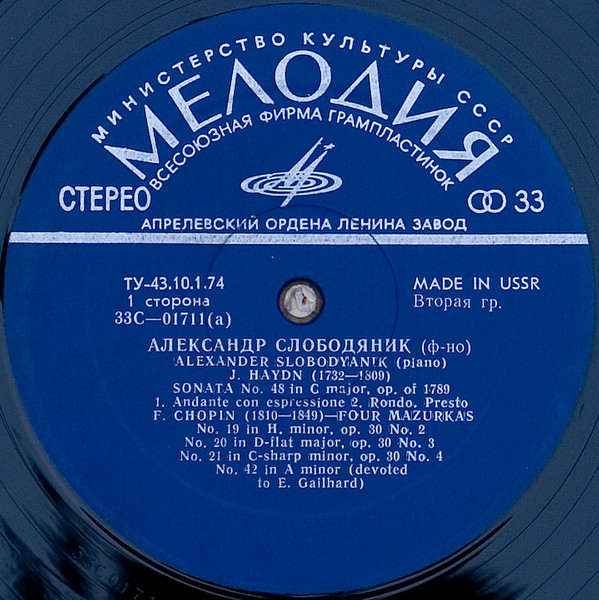 МИНИСТЕРСТВО КУЛЬТУРЫ СССР
МЕЛОДИЯ
ВСЕСОЮЗНАЯ ФИРМА ГРАМПЛАСТИНОК
СТЕРЕО
33
АПРЕЛЕВСКИЙ ОРДЕНА ЛЕНИНА ЗАВОД
ТУ-43.10.1.74
1 сторона
33С—01711(а)
MADE IN USSR
Вторая гр.
АЛЕКСАНДР СЛОБОДЯНИК (ф-но)
ALEXANDER SLOBODYANIK (piano)
J. HAYDN (1732—1809)
SONATA No. 48 in C major, op. of 1789
1. Andante con espressione 2. Rondo. Presto
F. CHOPIN (1810—1849)—FOUR MAZURKAS
No. 19 in H. minor, op. 30 No. 2
No. 20 in D-flat major, op. 30 No. 3
No. 21 in C-sharp minor, op. 30 No. 4
No. 42 in A minor (devoted
to E. Gailhard)